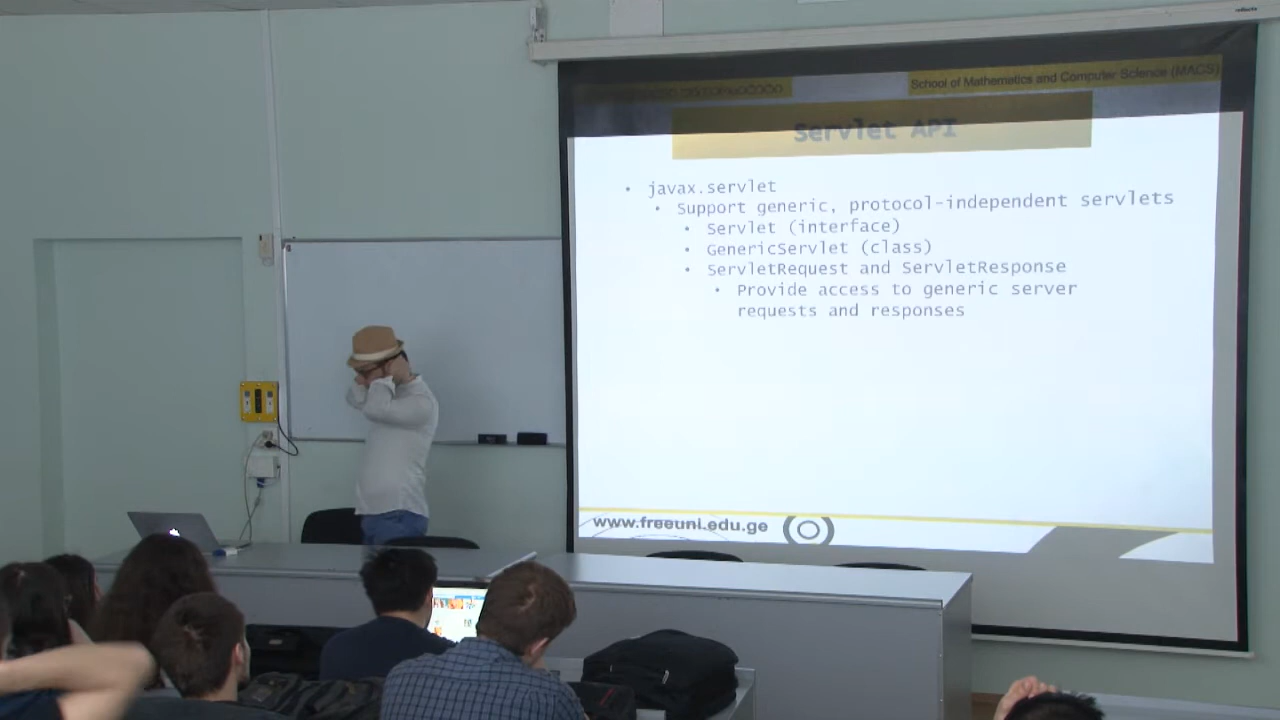 School of Mathematics and Computer Science (MACS)
Servlet API
• javax.servlet
• Support generic, protocol-independent servlets
• Servlet (interface)
• GenericServlet (class)
• ServletRequest and ServletResponse
• Provide access to generic server
requests and responses
www.freeuni.edu.ge